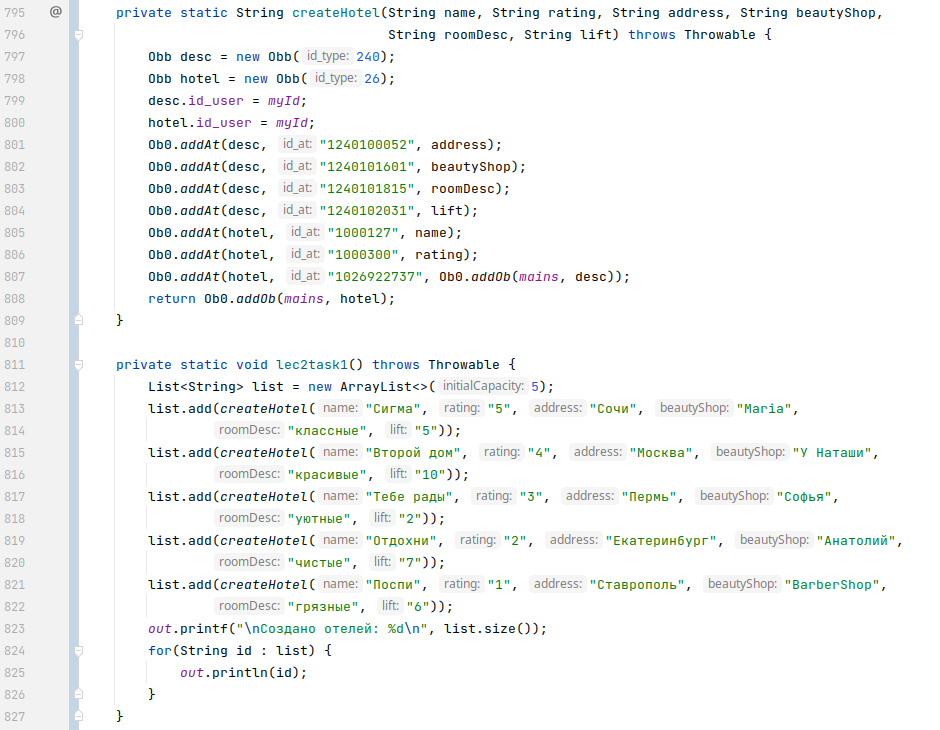 795 @ private static String createHotel(String name, String rating, String address, String beautyShop,
796 String roomDesc, String lift) throws Throwable {
797 Obb desc = new Obb( id_type: 240);
798 Obb hotel = new Obb( id_type: 26);
799 desc.id_user = myId;
800 hotel.id_user = myId;
801 Ob0.addAt(desc, id_at: "1240100052", address);
802 Ob0.addAt(desc, id_at: "1240101601", beautyShop);
803 Ob0.addAt(desc, id_at: "1240101815", roomDesc);
804 Ob0.addAt(desc, id_at: "1240102031", lift);
805 Ob0.addAt(hotel, id_at: "1000127", name);
806 Ob0.addAt(hotel, id_at: "1000300", rating);
807 Ob0.addAt(hotel, id_at: "1026922737", Ob0.addOb(mains, desc));
808 return Ob0.addOb(mains, hotel);
809 }
810
811 private static void lec2task1() throws Throwable {
812 List<String> list = new ArrayList<>( initialCapacity: 5);
813 list.add(createHotel( name: "Сигма", rating: "5", address: "Сочи", beautyShop: "Maria",
814 roomDesc: "классные", lift: "5"));
815 list.add(createHotel( name: "Второй дом", rating: "4", address: "Москва", beautyShop: "У Наташи",
816 roomDesc: "красивые", lift: "10"));
817 list.add(createHotel( name: "Тебе рады", rating: "3", address: "Пермь", beautyShop: "Софья",
818 roomDesc: "уютные", lift: "2"));
819 list.add(createHotel( name: "Отдохни", rating: "2", address: "Екатеринбург", beautyShop: "Анатолий",
820 roomDesc: "чистые", lift: "7"));
821 list.add(createHotel( name: "Поспи", rating: "1", address: "Ставрополь", beautyShop: "BarberShop",
822 roomDesc: "грязные", lift: "6"));
823 out.printf("\nСоздано отелей: %d\n", list.size());
824 for(String id : list) {
825 out.println(id);
826 }
827 }